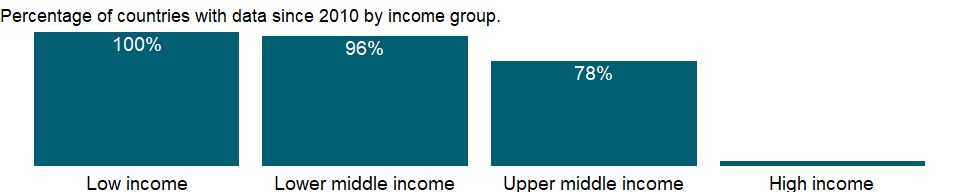 Percentage of countries with data since 2010 by income group.
100%
96%
78%
Low income
Lower middle income
Upper middle income
High income